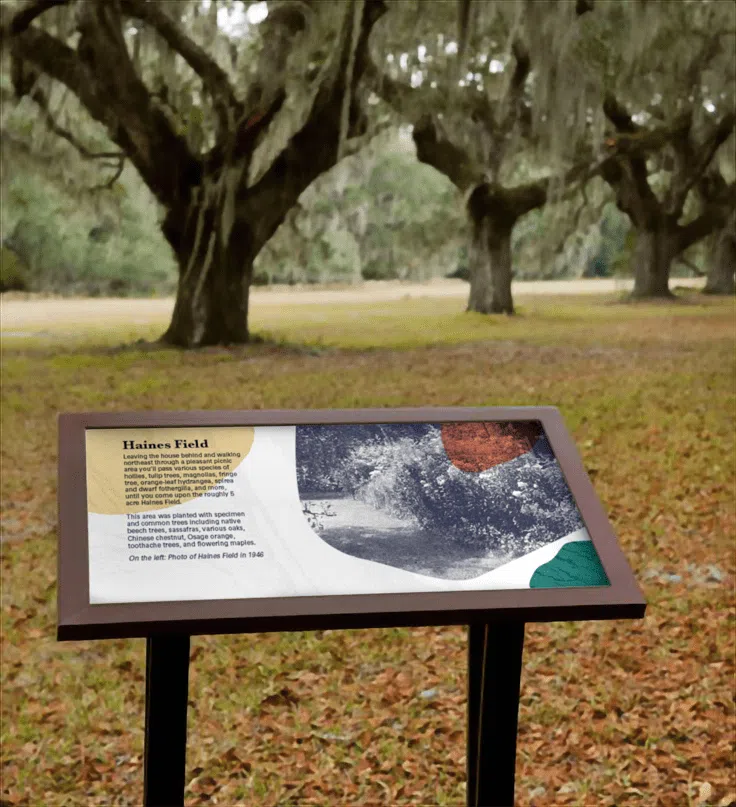 Haines Field
Leaving the house behind and walking
northeast through a pleasant picnic
area you'll pass various species of
hollies, tulip trees, magnolias, fringe
tree, orange-leaf hydranges, spirea
and dwarf fothergilla, and more,
until you come upon the roughly 5
acre Haines Field.
This area was planted with specimen
and common trees including native
beech trees, sassafras, various oaks,
Chinese chestnut, Osage orange,
toothache trees, and flowering maples.
On the left: Photo of Haines Field in 1946